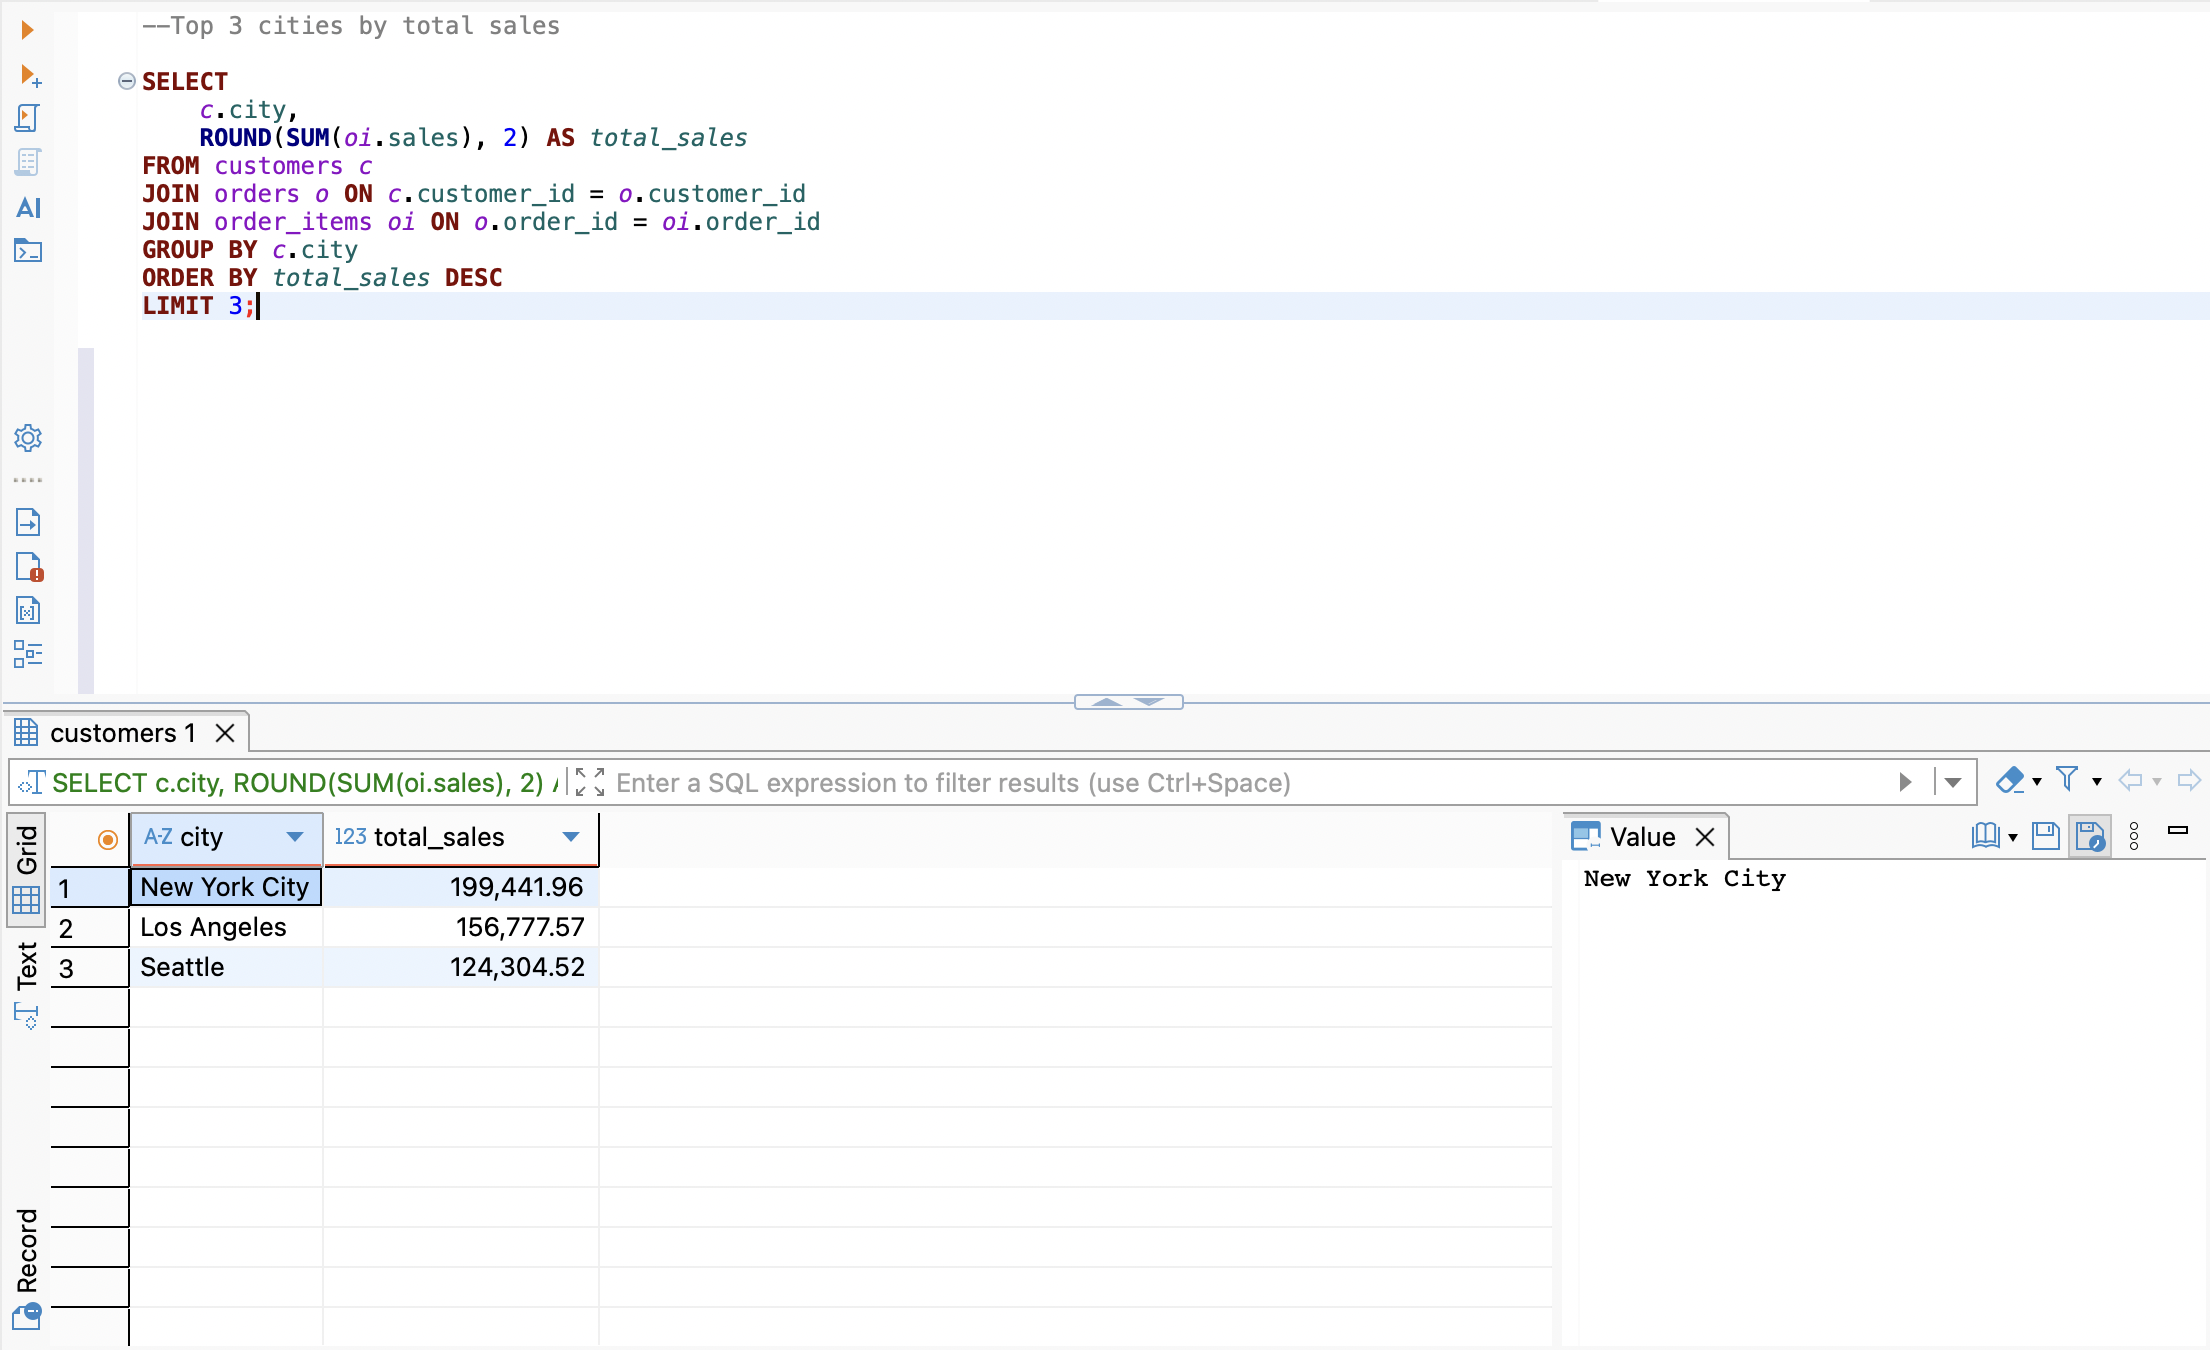 --Top 3 cities by total sales
SELECT
c.city,
ROUND(SUM(oi.sales), 2) AS total_sales
FROM customers c
JOIN orders o ON c.customer_id = o.customer_id
JOIN order_items oi ON o.order_id = oi.order_id
GROUP BY c.city
ORDER BY total_sales DESC
LIMIT 3;
AI
customers 1
SELECT c.city, ROUND(SUM(oi.sales), 2) Enter a SQL expression to filter results (use Ctrl+Space)
Grid
Text
Record
A-Z city 123 total_sales
1 New York City 199,441.96
2 Los Angeles 156,777.57
3 Seattle 124,304.52
Value
New York City